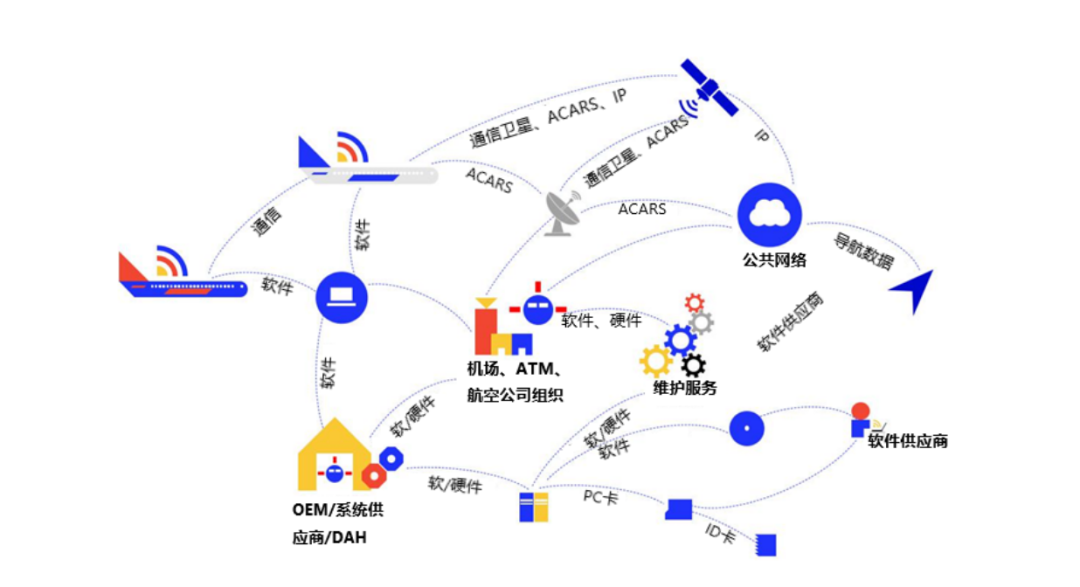 通信卫星、ACARS、IP
IP
通信卫星、ACARS
ACARS
ACARS
通信
软件
导航数据
公共网络
软件
软件、硬件
软件供应商
软件
机场、ATM、
航空公司组织
维护服务
软/硬件
软/硬件
软件
软件供应商
软/硬件
PC卡
OEM/系统供
应商/DAH
ID卡